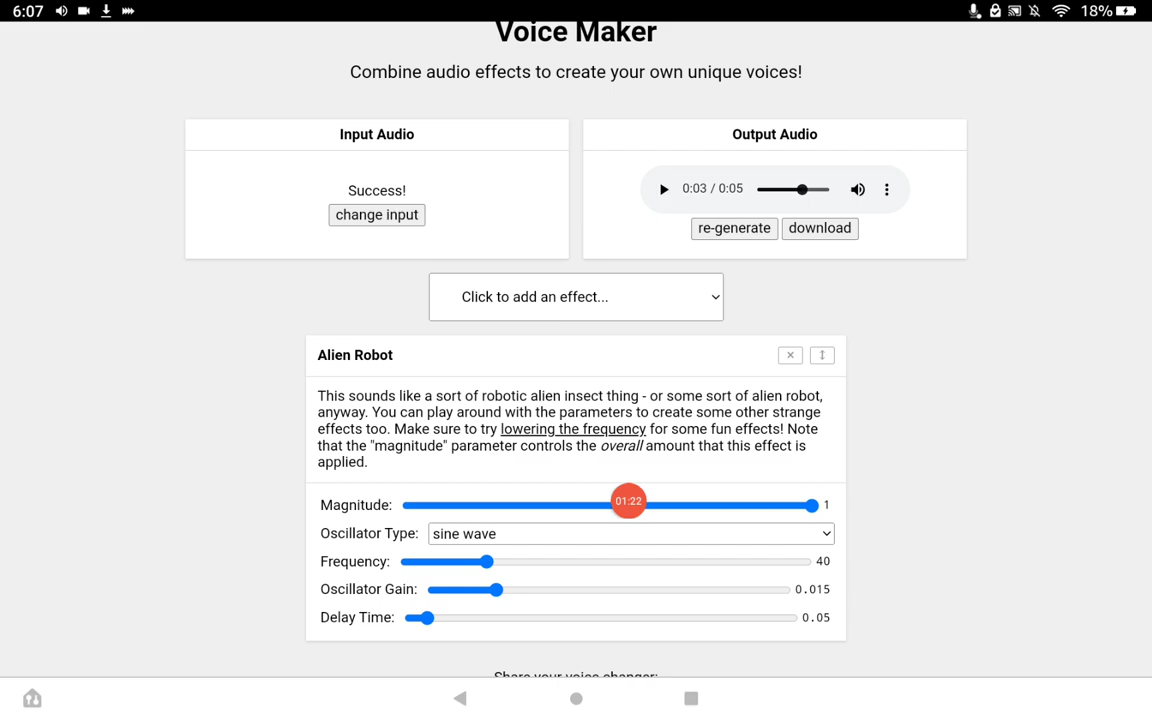 6:07
18%
Voice Maker
Combine audio effects to create your own unique voices!
Input Audio
Success!
change input
Output Audio
0:03 / 0:05
re-generate download
Click to add an effect...
Alien Robot
This sounds like a sort of robotic alien insect thing - or some sort of alien robot,
anyway. You can play around with the parameters to create some other strange
effects too. Make sure to try lowering the frequency for some fun effects! Note
that the "magnitude" parameter controls the overall amount that this effect is
applied.
Magnitude: 1
01:22
Oscillator Type: sine wave
Frequency: 40
Oscillator Gain: 0.015
Delay Time: 0.05
Share your voice changer: